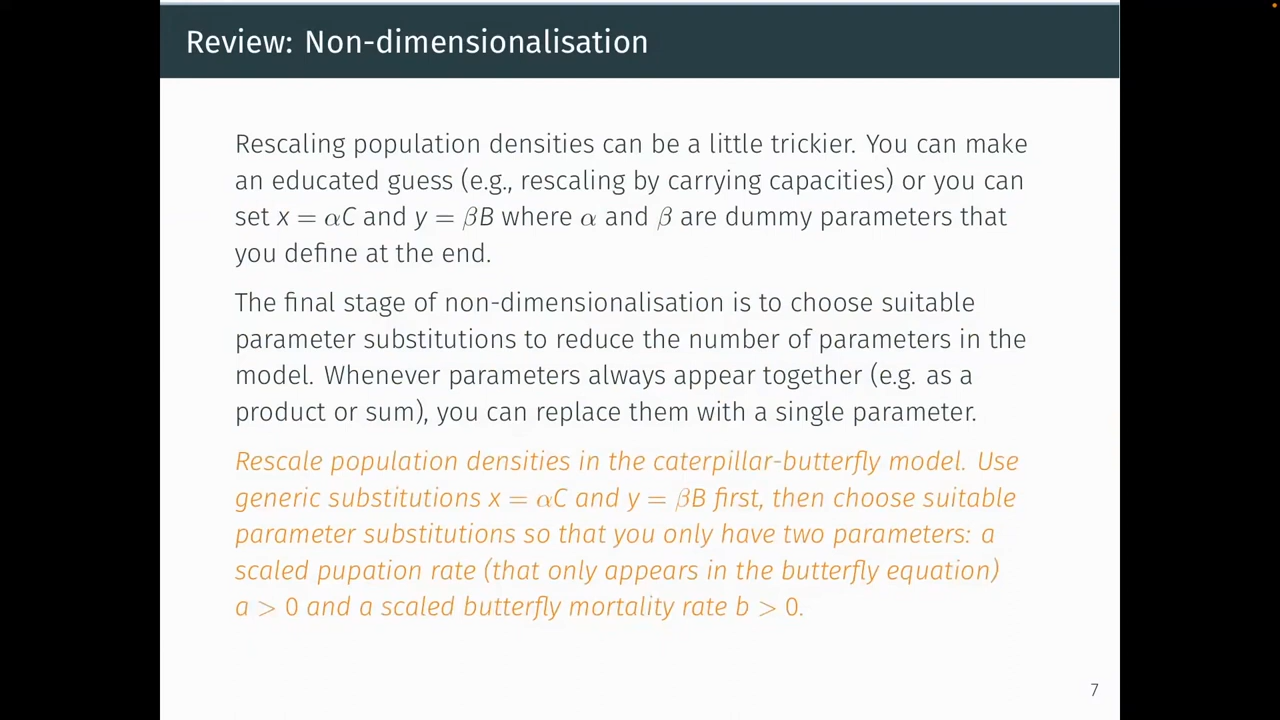 Review: Non-dimensionalisation
Rescaling population densities can be a little trickier. You can make
an educated guess (e.g., rescaling by carrying capacities) or you can
set x = αC and y = βB where α and β are dummy parameters that
you define at the end.
The final stage of non-dimensionalisation is to choose suitable
parameter substitutions to reduce the number of parameters in the
model. Whenever parameters always appear together (e.g. as a
product or sum), you can replace them with a single parameter.
Rescale population densities in the caterpillar-butterfly model. Use
generic substitutions x = αC and y = βB first, then choose suitable
parameter substitutions so that you only have two parameters: a
scaled pupation rate (that only appears in the butterfly equation)
a > 0 and a scaled butterfly mortality rate b > 0.
7